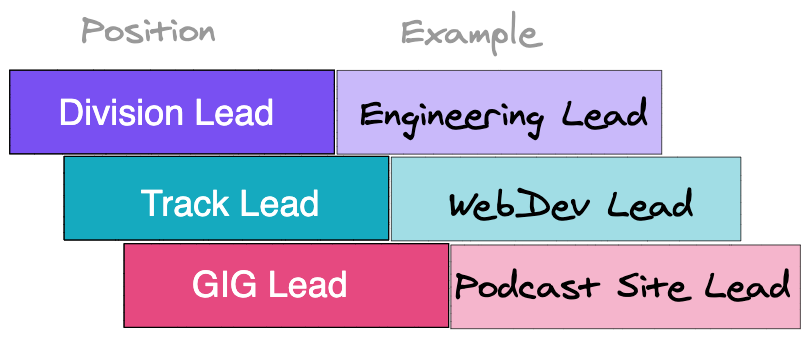 Position Example
Division Lead Engineering Lead
Track Lead WebDev Lead
GIG Lead Podcast Site Lead